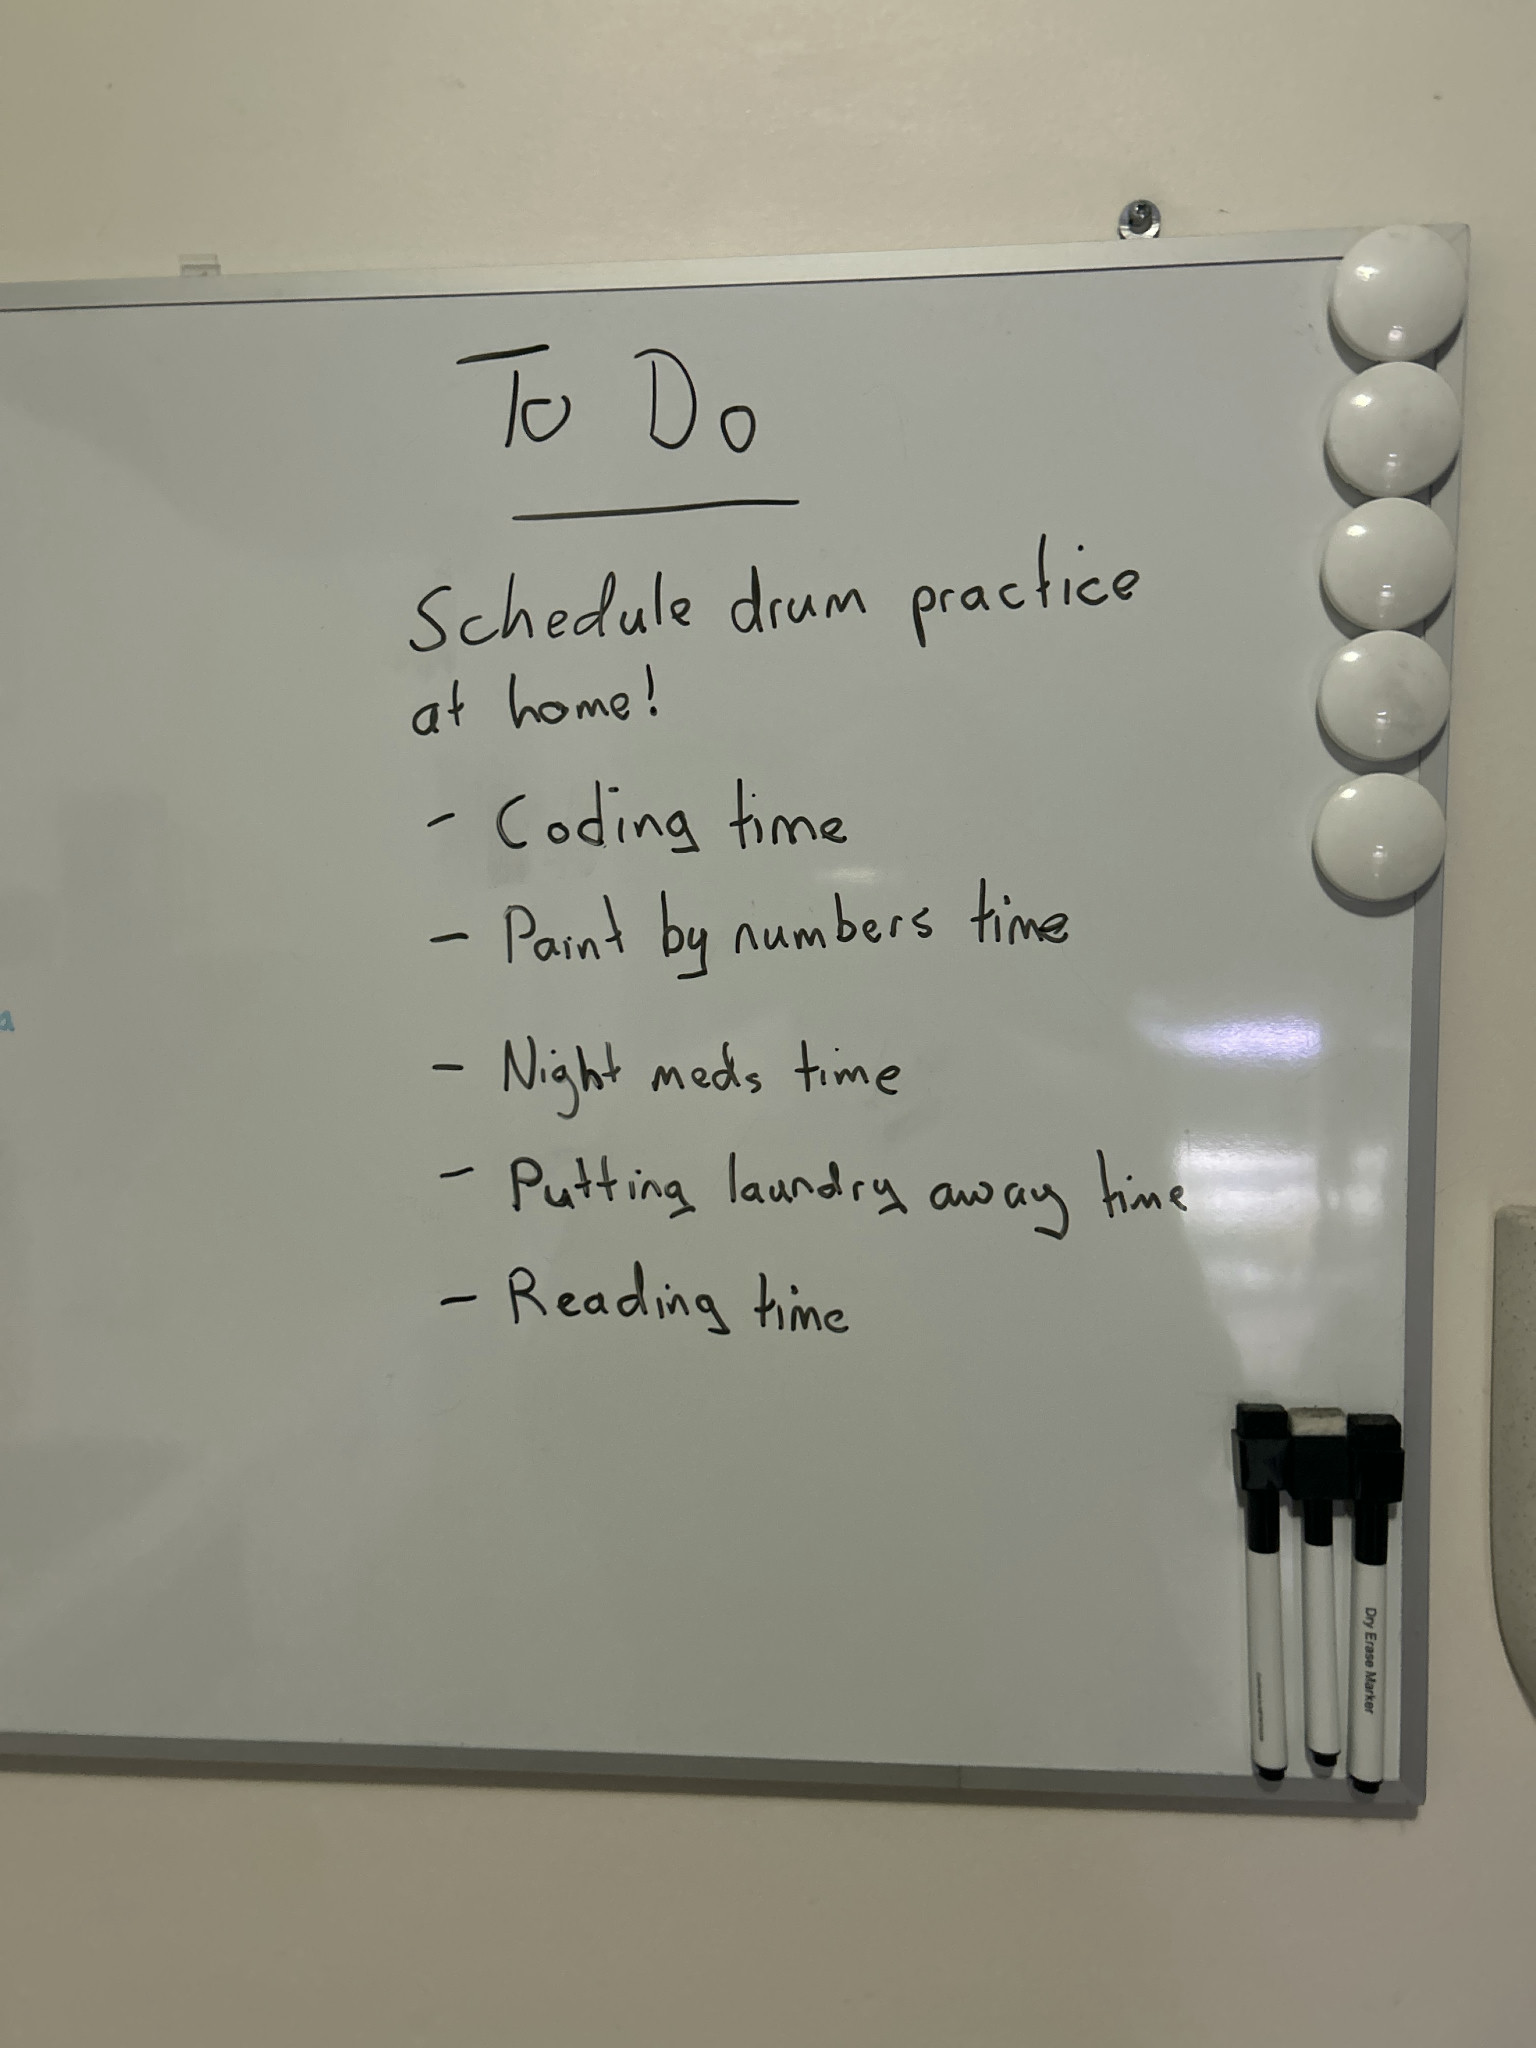 To Do
Schedule drum practice
at home!
- Coding time
- Paint by numbers time
- Night meds time
- Putting laundry away time
- Reading time
Dry Erase Marker